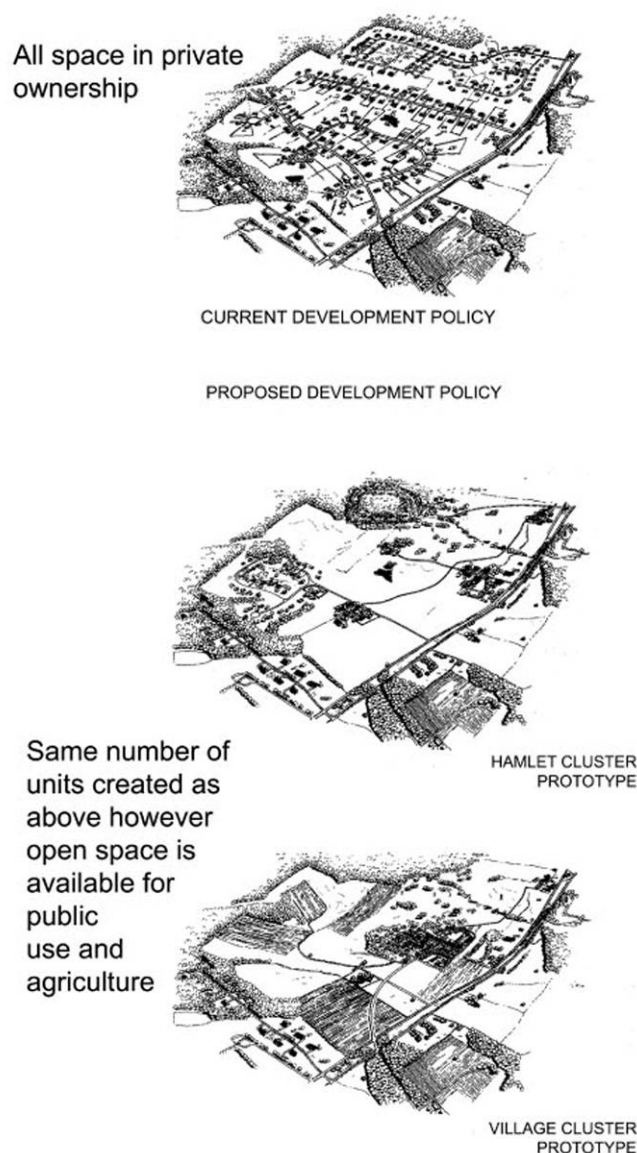 All space in private
ownership
CURRENT DEVELOPMENT POLICY
PROPOSED DEVELOPMENT POLICY
HAMLET CLUSTER
PROTOTYPE
Same number of
units created as
above however
open space is
available for
public
use and
agriculture
VILLAGE CLUSTER
PROTOTYPE